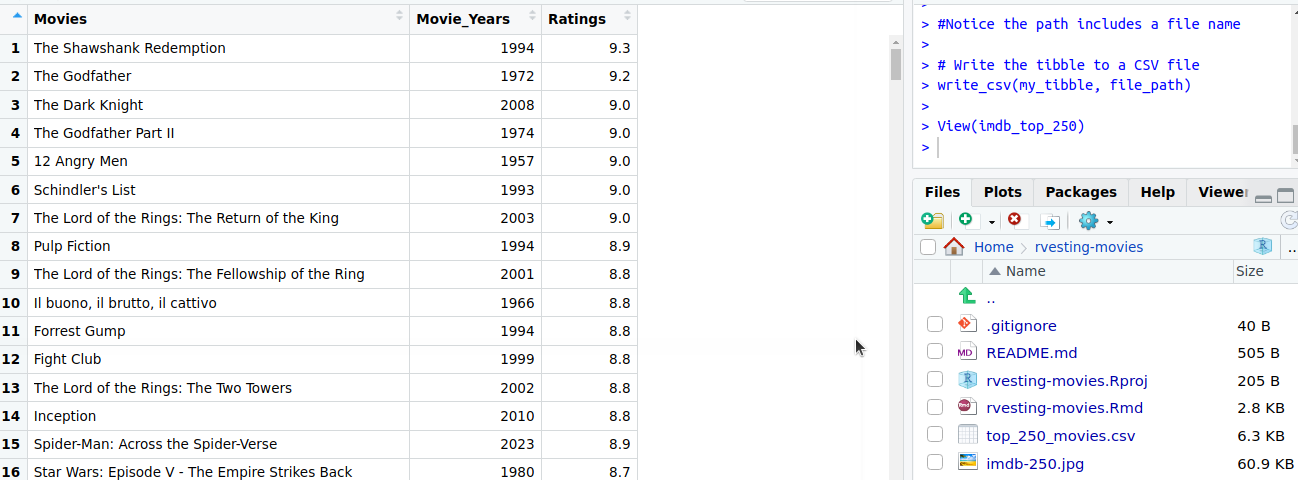 Movies Movie_Years Ratings
1 The Shawshank Redemption 1994 9.3
2 The Godfather 1972 9.2
3 The Dark Knight 2008 9.0
4 The Godfather Part II 1974 9.0
5 12 Angry Men 1957 9.0
6 Schindler's List 1993 9.0
7 The Lord of the Rings: The Return of the King 2003 9.0
8 Pulp Fiction 1994 8.9
9 The Lord of the Rings: The Fellowship of the Ring 2001 8.8
10 Il buono, il brutto, il cattivo 1966 8.8
11 Forrest Gump 1994 8.8
12 Fight Club 1999 8.8
13 The Lord of the Rings: The Two Towers 2002 8.8
14 Inception 2010 8.8
15 Spider-Man: Across the Spider-Verse 2023 8.9
16 Star Wars: Episode V - The Empire Strikes Back 1980 8.7
>
> #Notice the path includes a file name
>
> # Write the tibble to a CSV file
> write_csv(my_tibble, file_path)
>
> View(imdb_top_250)
>
Files Plots Packages Help Viewer
Home > rvesting-movies R ..
Name Size
..
.gitignore 40 B
MD README.md 505 B
R rvesting-movies.Rproj 205 B
Rmd rvesting-movies.Rmd 2.8 KB
top_250_movies.csv 6.3 KB
imdb-250.jpg 60.9 KB